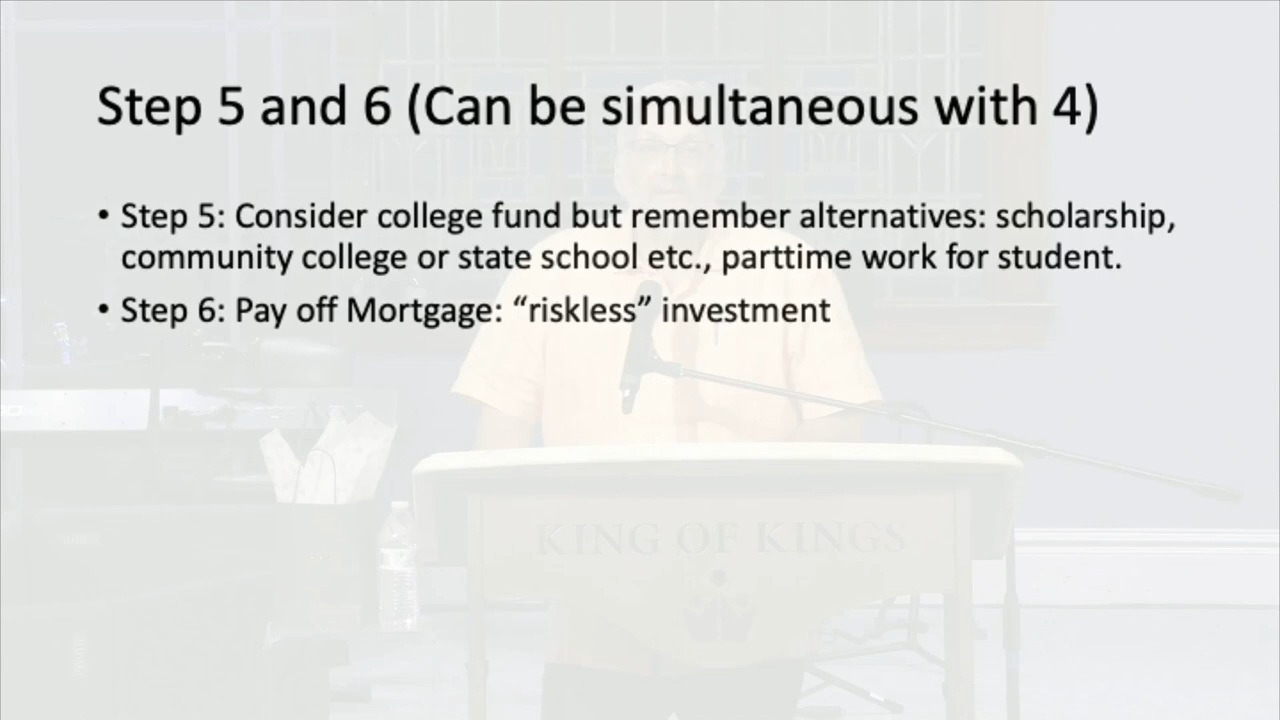 Step 5 and 6 (Can be simultaneous with 4)
• Step 5: Consider college fund but remember alternatives: scholarship,
community college or state school etc., parttime work for student.
• Step 6: Pay off Mortgage: “riskless” investment
KING OF KINGS